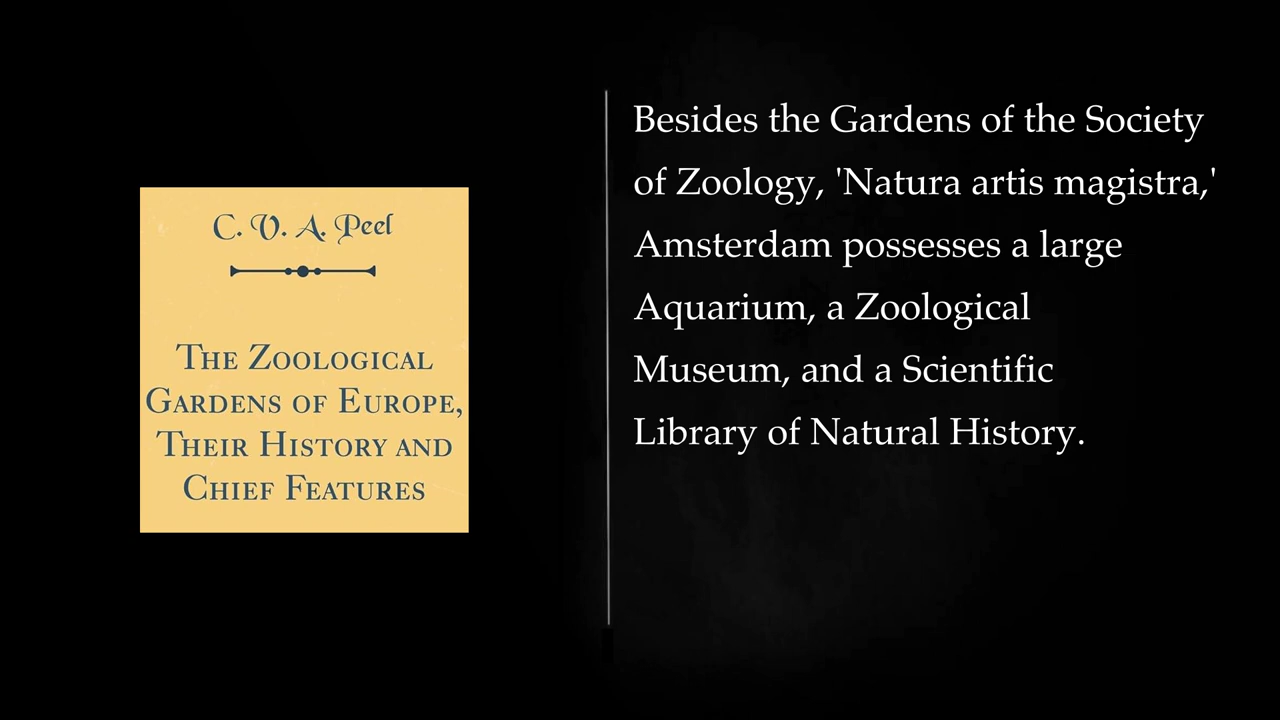 C. V. A. Peel
The Zoological
Gardens of Europe,
Their History and
Chief Features
Besides the Gardens of the Society
of Zoology, 'Natura artis magistra,'
Amsterdam possesses a large
Aquarium, a Zoological
Museum, and a Scientific
Library of Natural History.